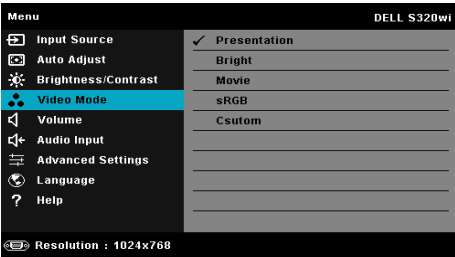 Menu DELL S320wi
Input Source ✓ Presentation
Auto Adjust Bright
Brightness/Contrast Movie
Video Mode sRGB
Volume Csutom
Audio Input
Advanced Settings
Language
? Help
Resolution : 1024x768